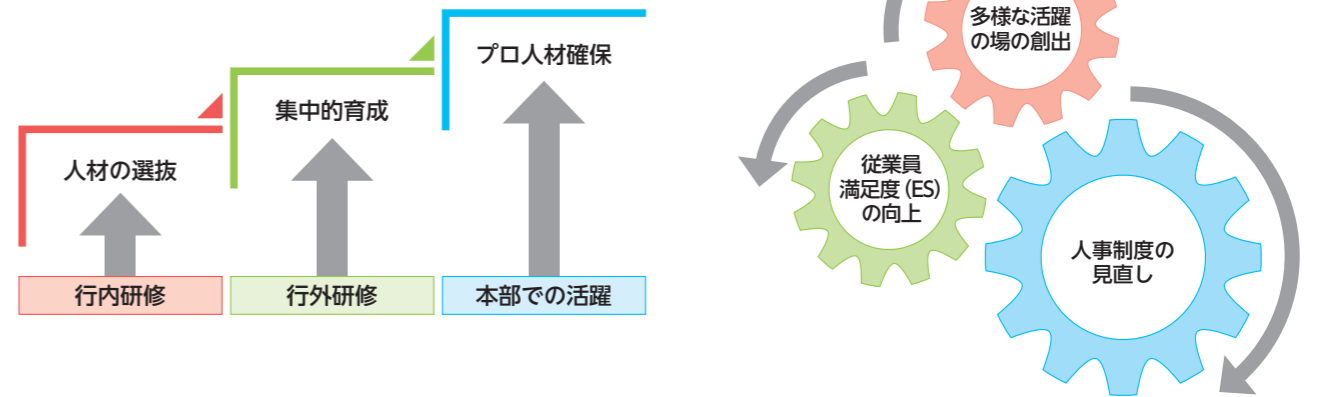 プロ人材確保
集中的育成
人材の選抜
行内研修
行外研修
本部での活躍
多様な活躍
の場の創出
従業員
満足度（ES）
の向上
人事制度の
見直し